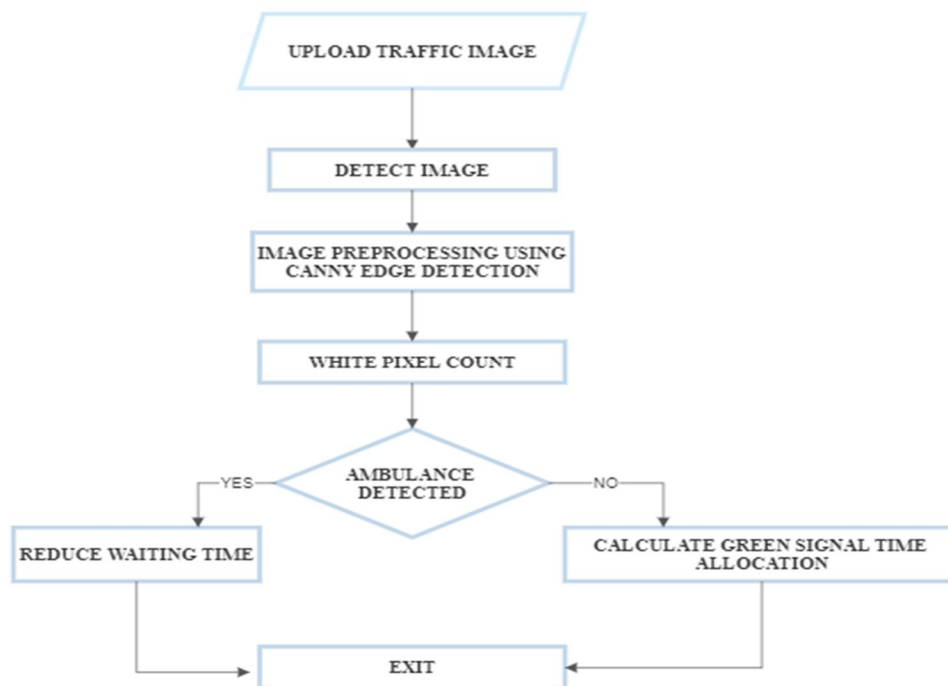 UPLOAD TRAFFIC IMAGE
DETECT IMAGE
IMAGE PREPROCESSING USING
CANNY EDGE DETECTION
WHITE PIXEL COUNT
AMBULANCE
DETECTED
YES
NO
REDUCE WAITING TIME
CALCULATE GREEN SIGNAL TIME
ALLOCATION
EXIT